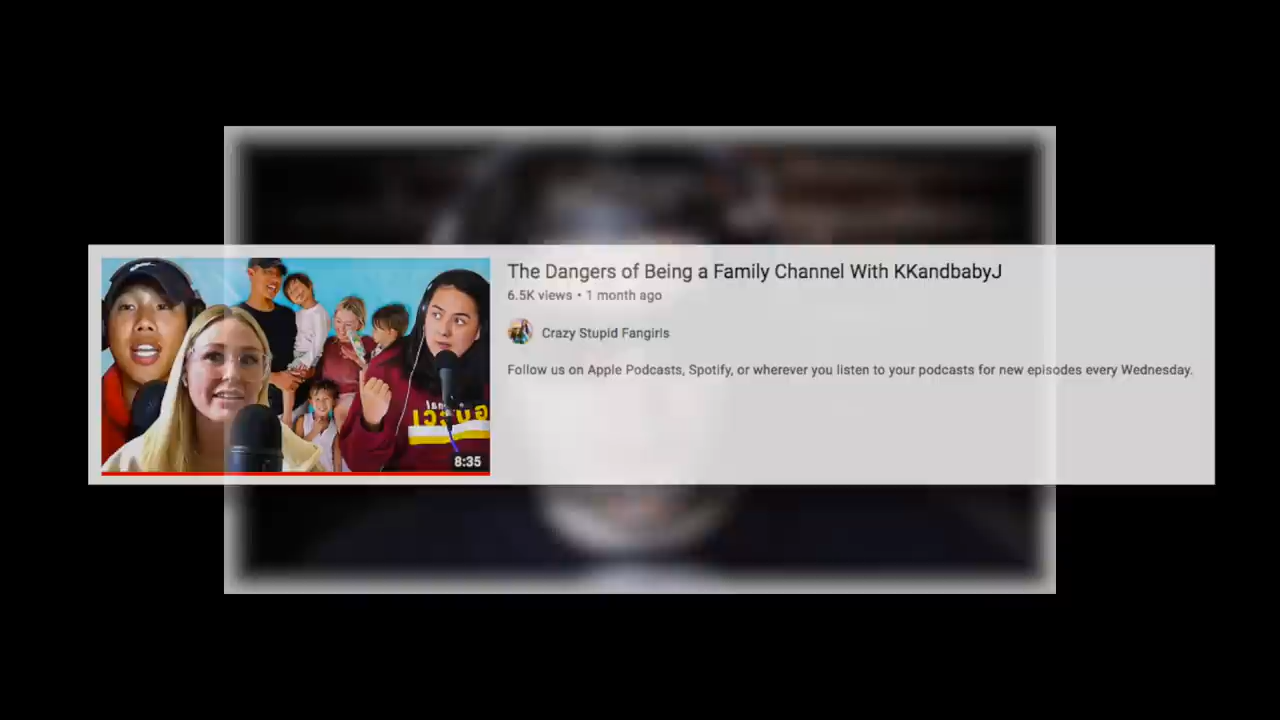 The Dangers of Being a Family Channel With KKandbabyJ
6.5K views • 1 month ago
Crazy Stupid Fangirls
Follow us on Apple Podcasts, Spotify, or wherever you listen to your podcasts for new episodes every Wednesday.
GUCCI
8:35